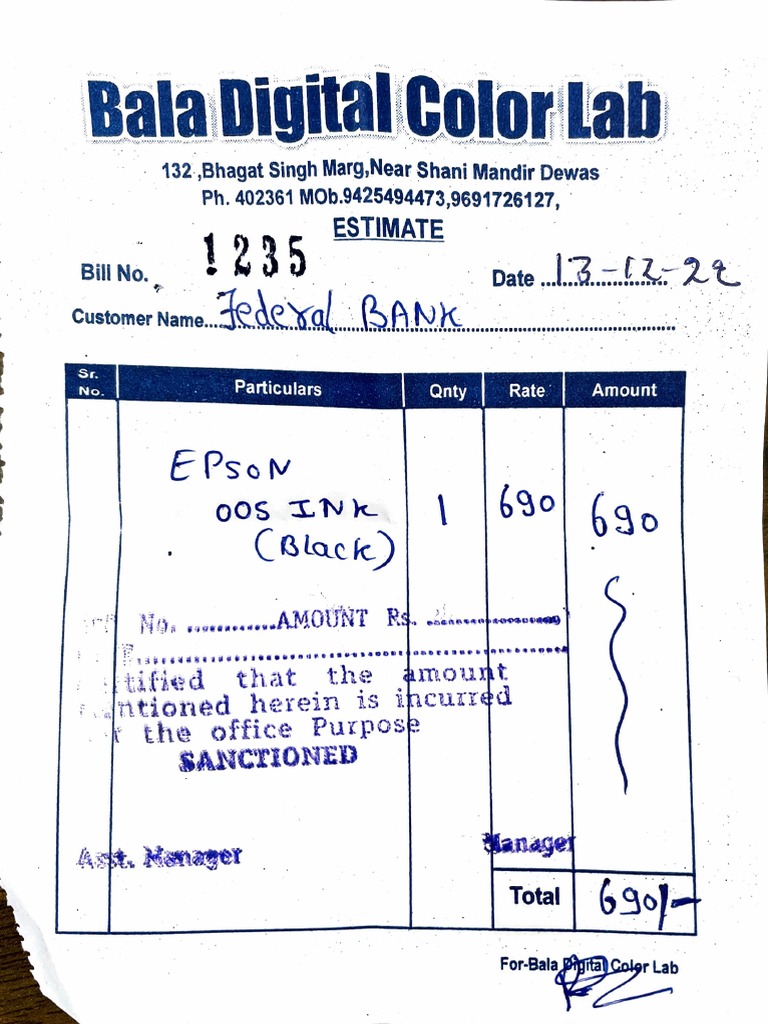 Bala Digital Color Lab
132 ,Bhagat Singh Marg,Near Shani Mandir Dewas
Ph. 402361 MOb.9425494473,9691726127,
ESTIMATE
Bill No. 1235
Date 13-12-22
Customer Name Federal BANK
Sr. No. Particulars Qnty Rate Amount
EPSON
005 INK 1 690 690
(Black)
No. ............AMOUNT Rs. ..................
tified that the amount
ntioned herein is incurred
the office Purpose
SANCTIONED
Asst. Manager Manager
Total 690/-
For-Bala Digital Color Lab